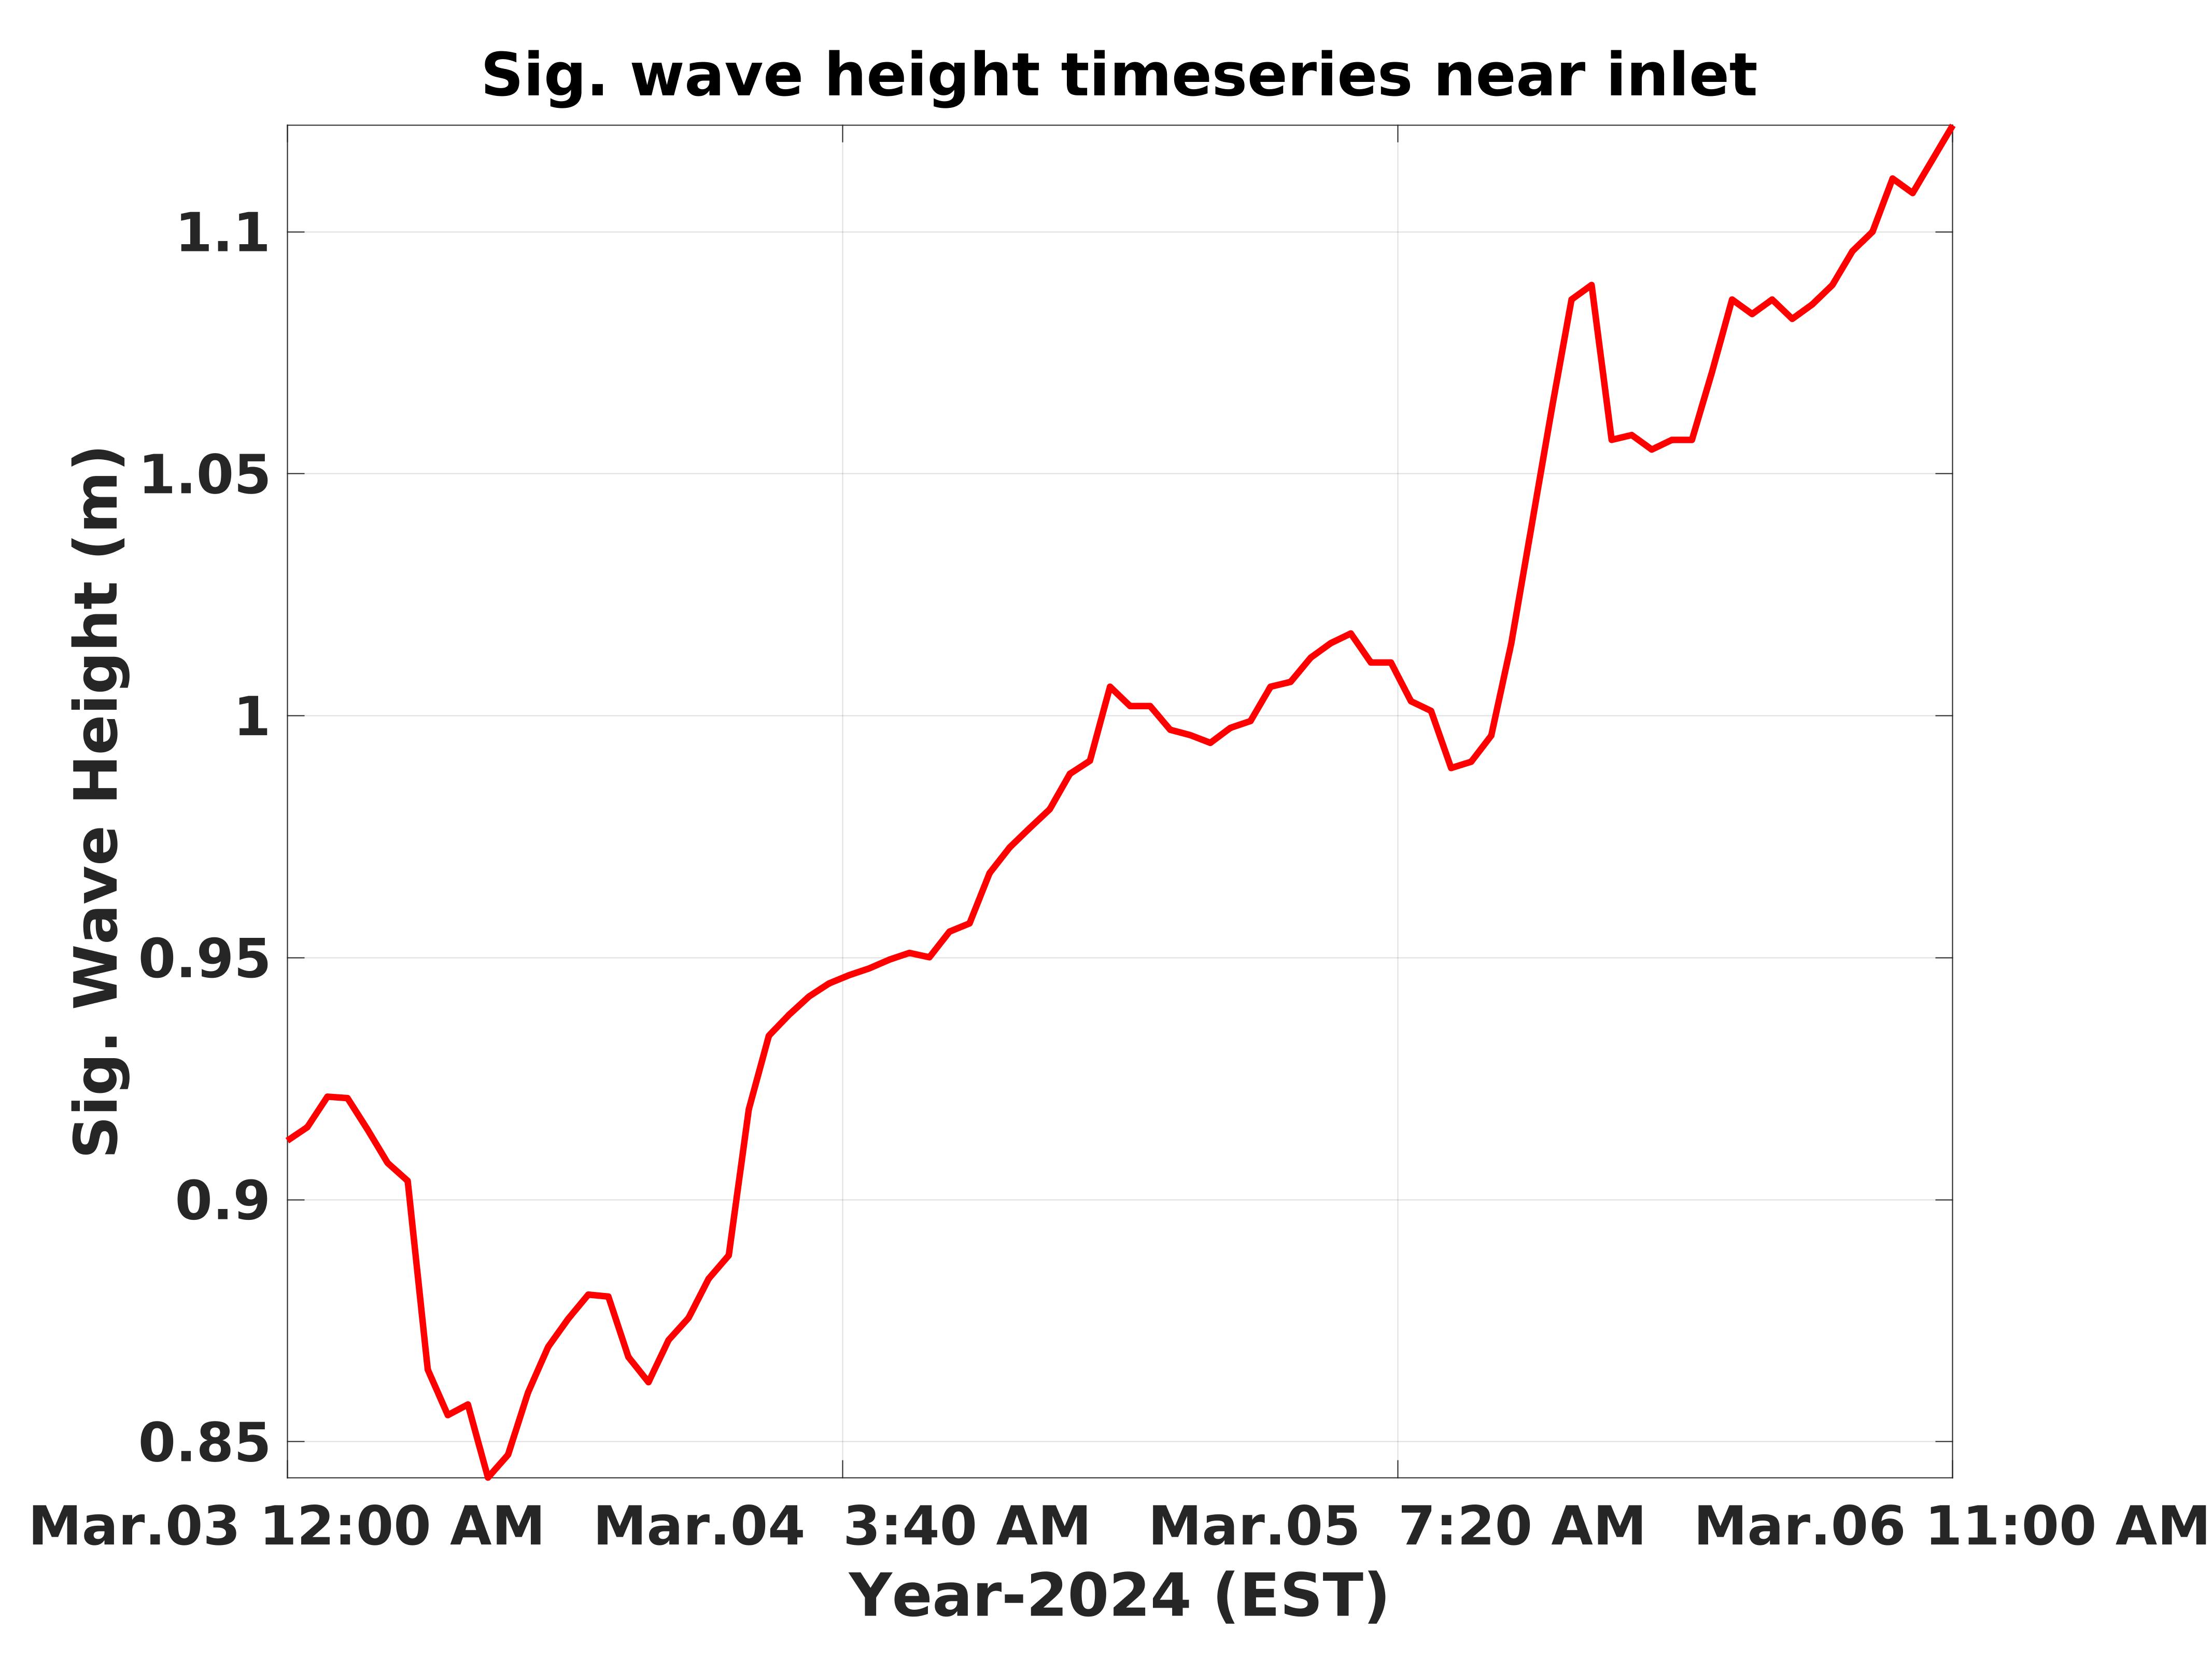 Sig. wave height timeseries near inlet
Sig. Wave Height (m)
1.1
1.05
1
0.95
0.9
0.85
Mar.03 12:00 AM Mar.04 3:40 AM Mar.05 7:20 AM Mar.06 11:00 AM
Year-2024 (EST)